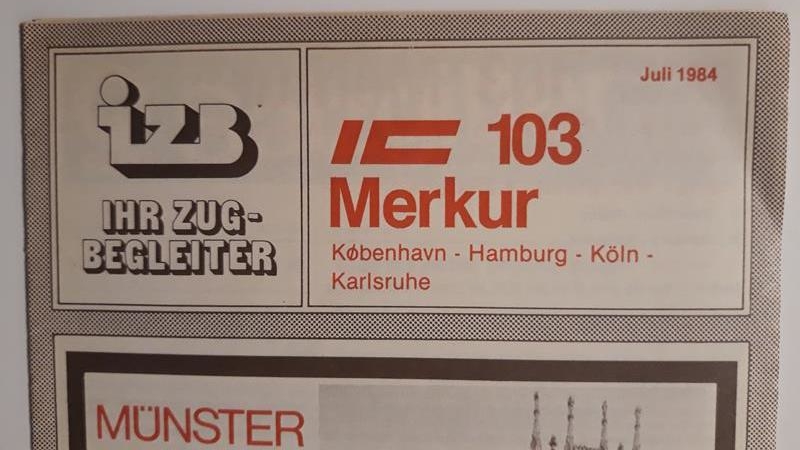 izB
IHR ZUG-
BEGLEITER
Juli 1984
IC 103
Merkur
København - Hamburg - Köln -
Karlsruhe
MÜNSTER